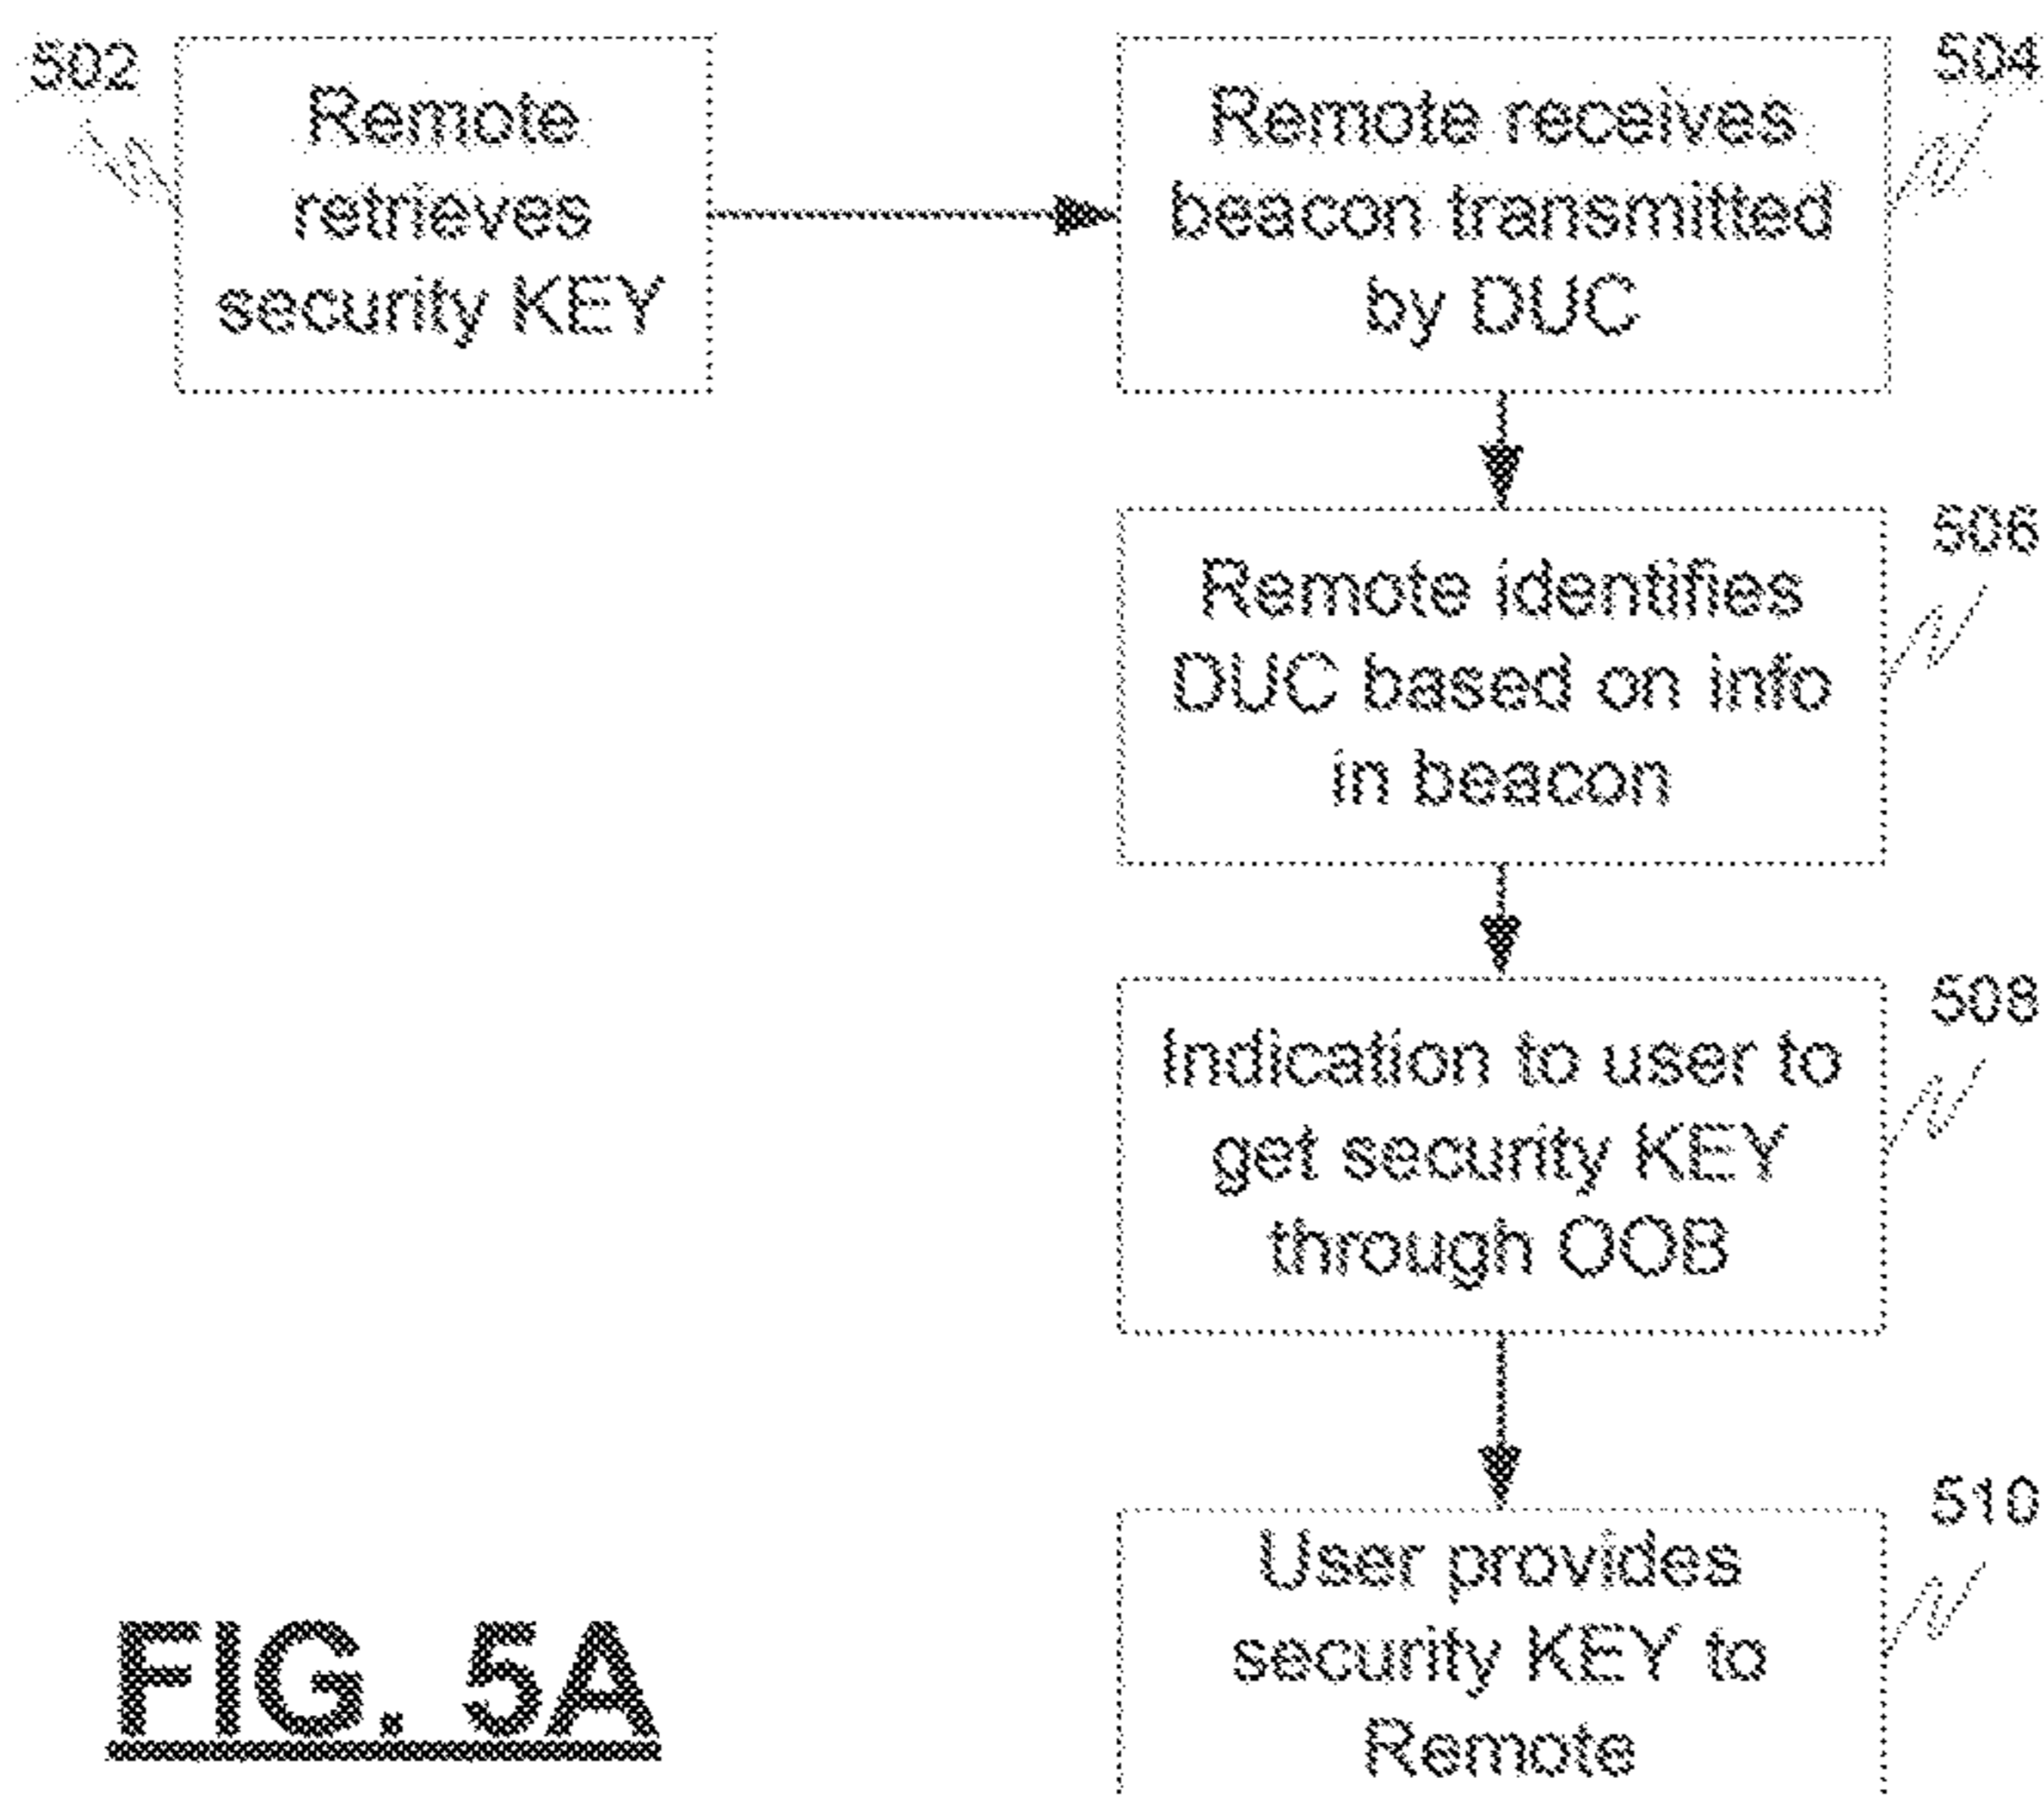 502
Remote
retrieves
security KEY
504
Remote receives
beacon transmitted
by DUC
506
Remote identifies
DUC based on info
in beacon
508
Indication to user to
get security KEY
through OOB
510
User provides
security KEY to
Remote
FIG. 5A